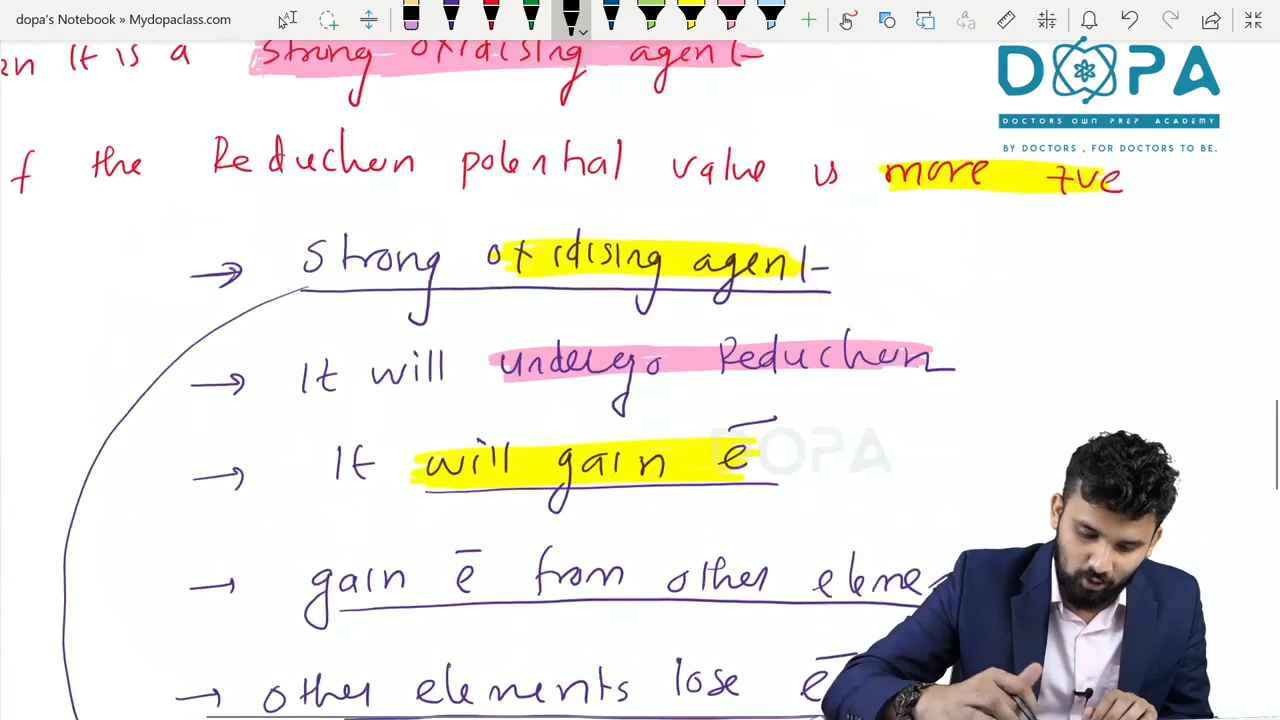 dopa's Notebook » Mydopaclass.com
en It is a strong oxidising agent
DOPA
DOCTORS OWN PREP ACADEMY
BY DOCTORS , FOR DOCTORS TO BE.
f the Reduction potential value is more +ve
→ strong oxidising agent
→ It will undergo Reduction
→ It will gain e̅
DOPA
→ gain e̅ from other eleme
→ other elements lose e̅